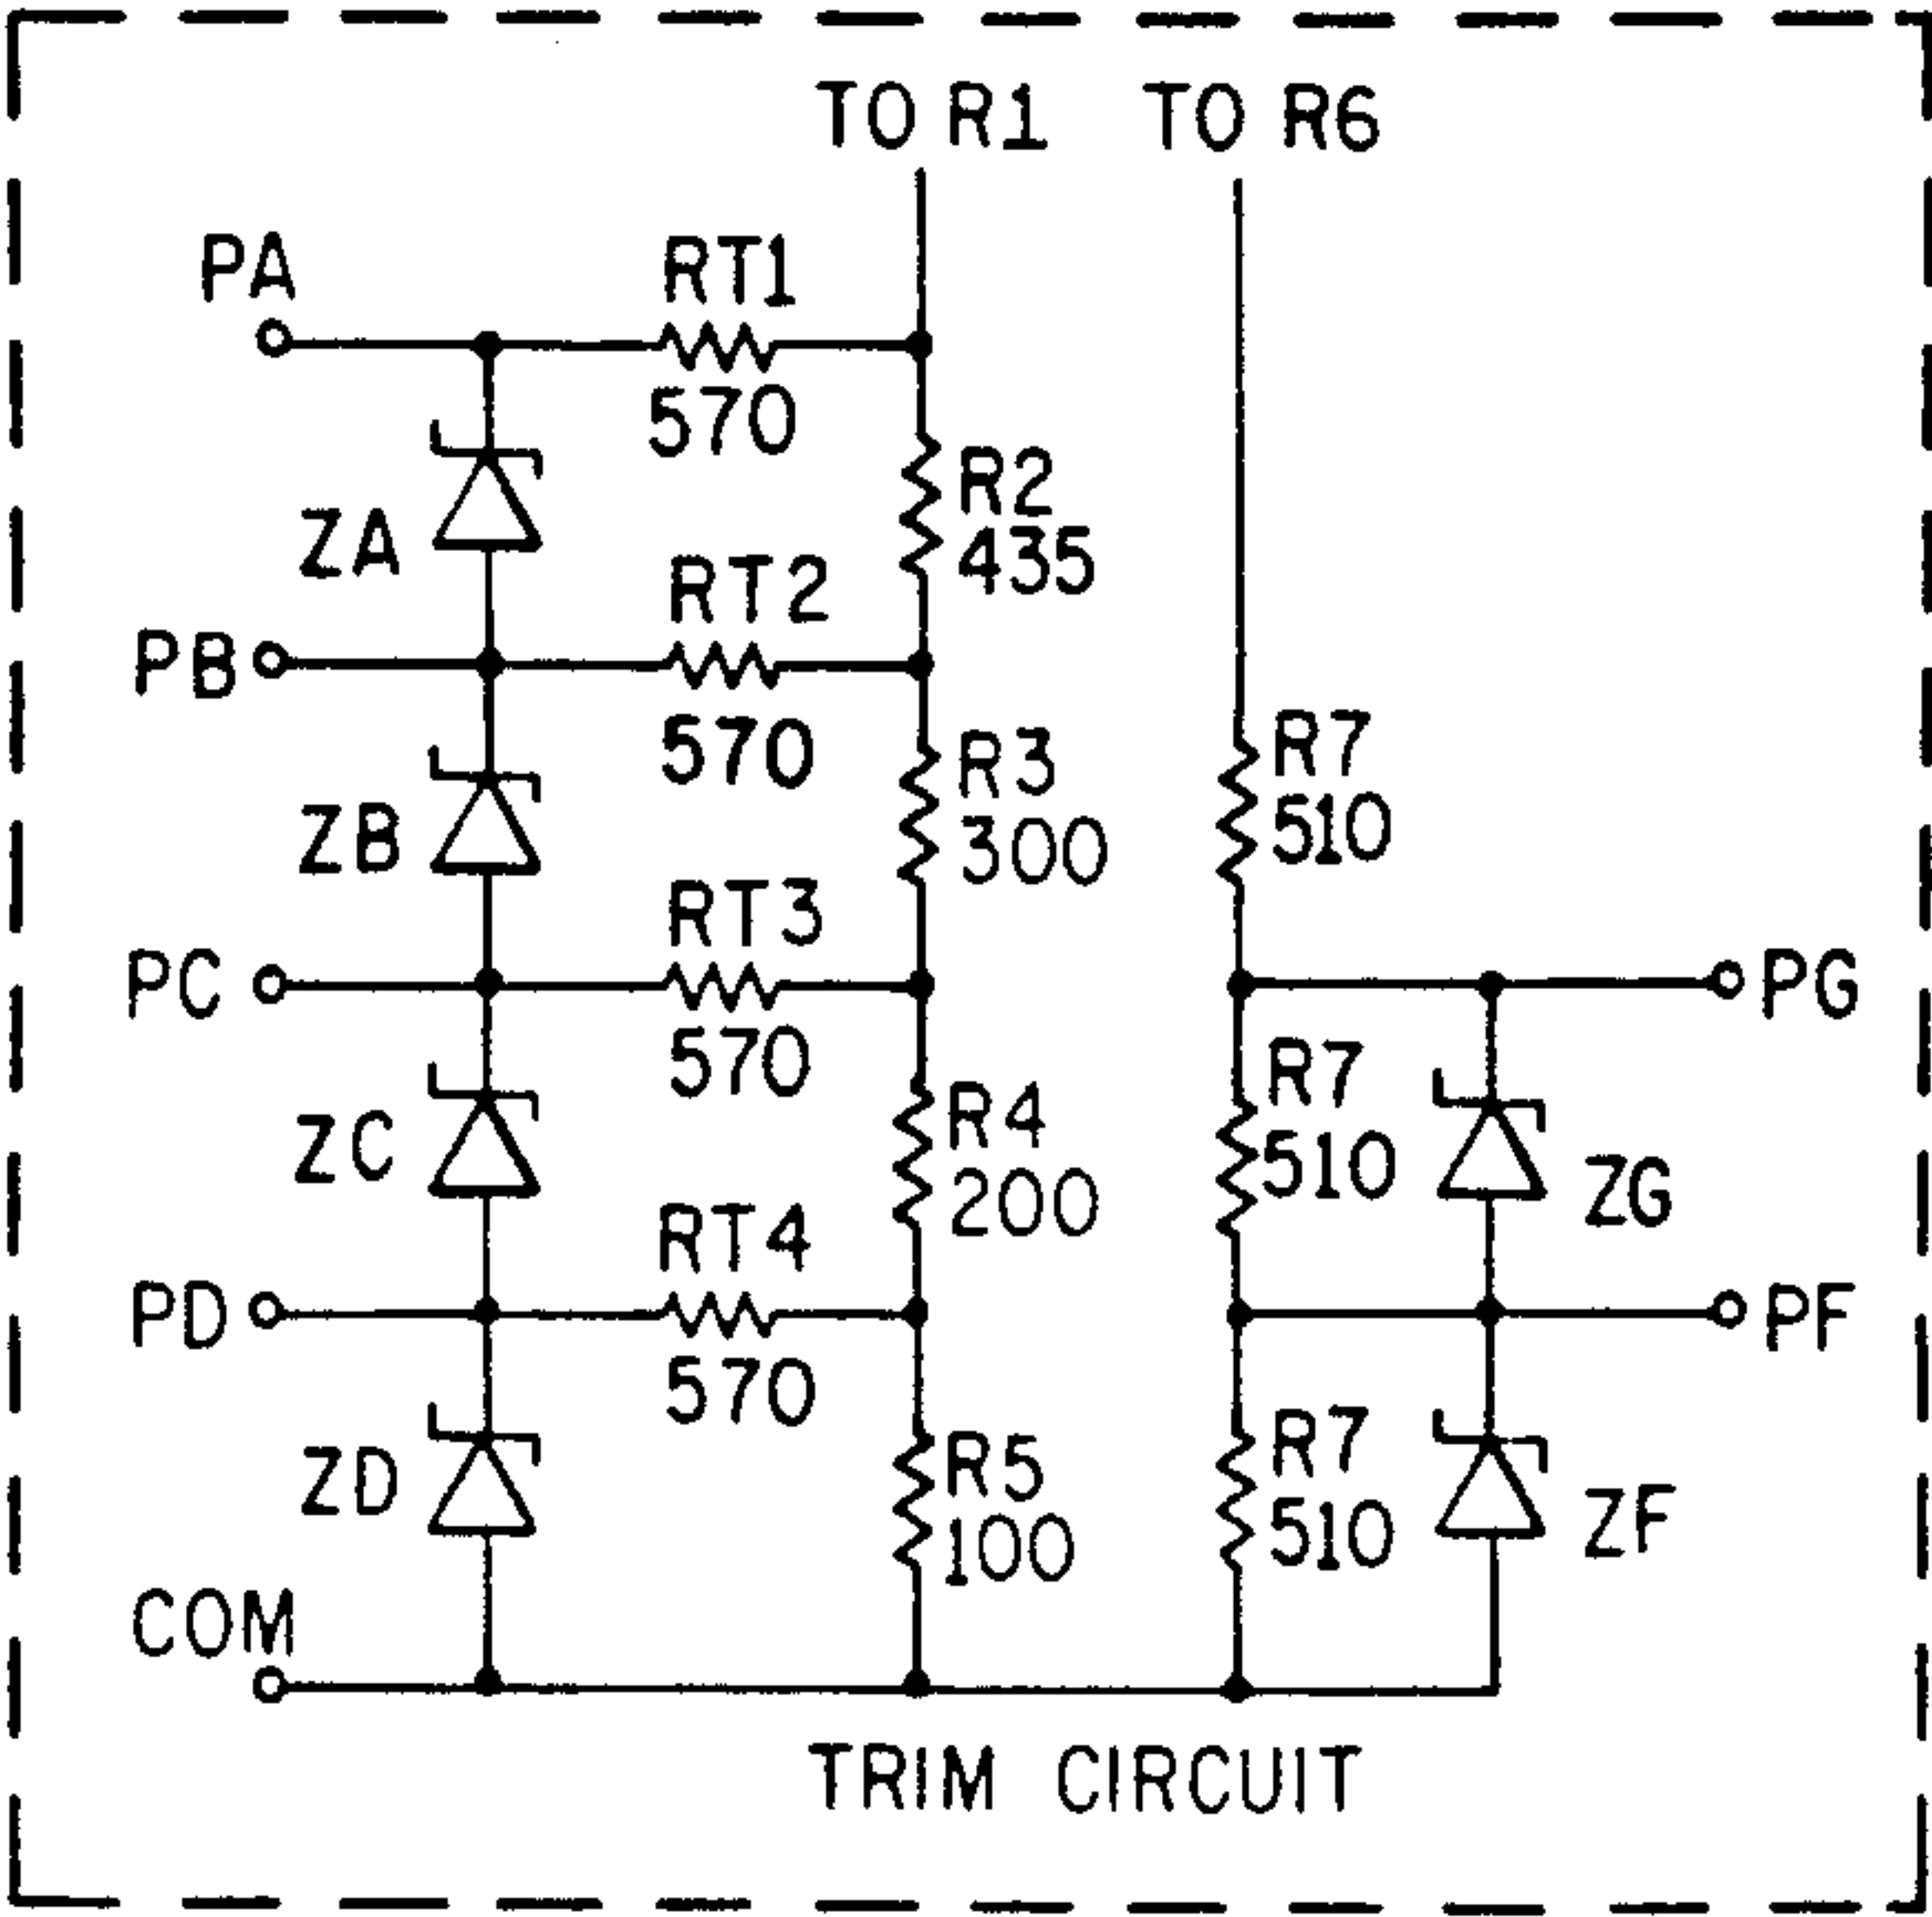 TO R1 TO R6
PA RT1
570
R2
ZA 435
RT2
PB
570 R3 R7
ZB 300 510
RT3
PC PG
570 R7
ZC R4 510 ZG
200
RT4
PD PF
570
ZD R5 R7 ZF
100 510
COM
TRIM CIRCUIT